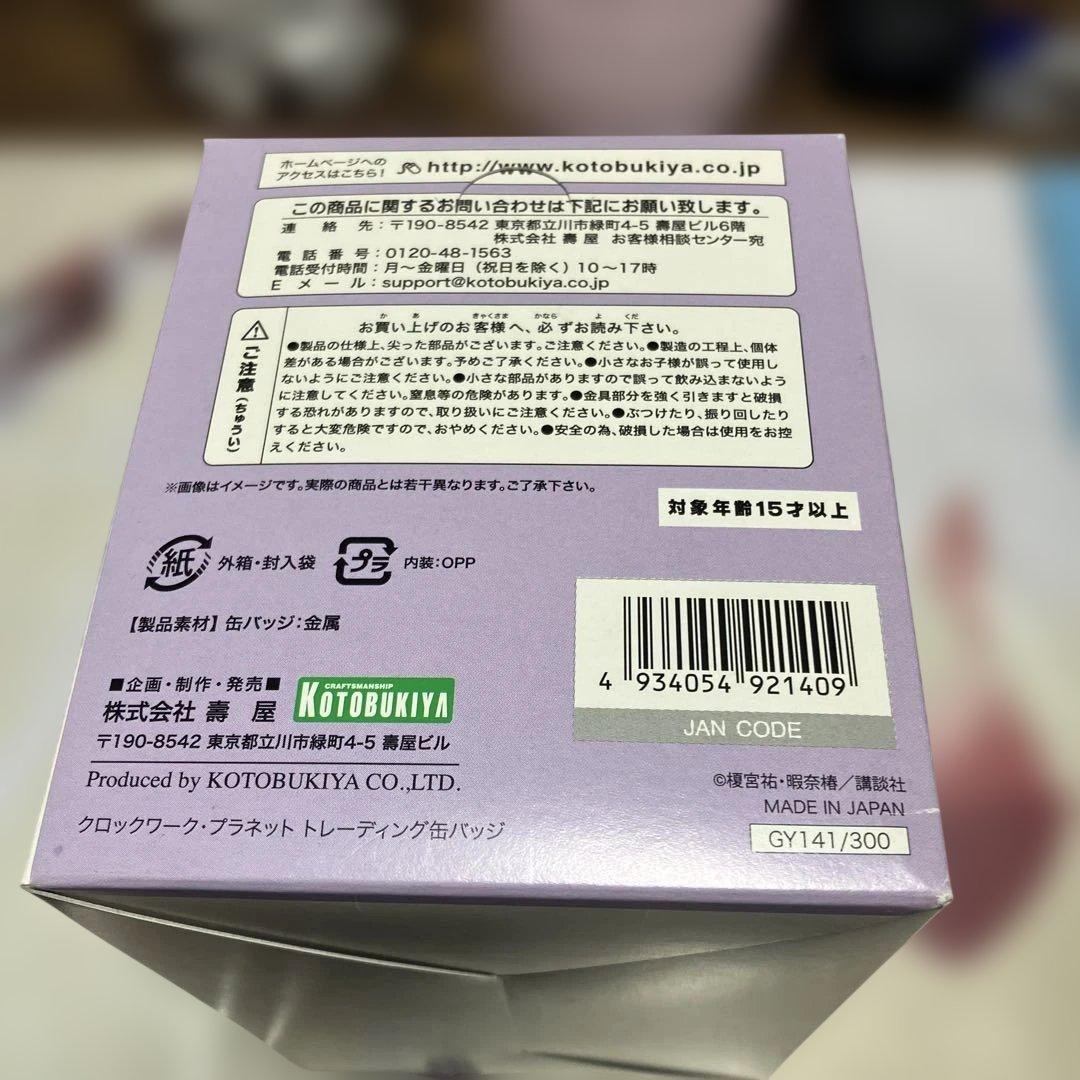 ホームページへの
アクセスはこちら!
http://www.kotobukiya.co.jp
この商品に関するお問い合わせは下記にお願い致します。
連絡先:〒190-8542 東京都立川市緑町4-5 壽屋ビル6階
株式会社 壽屋 お客様相談センター宛
電話番号:0120-48-1563
電話受付時間:月～金曜日(祝日を除く)10～17時
Eメール:support@kotobukiya.co.jp
ご注意(ちゅうい)
か あ きゃくさま かなら よ くだ
お買い上げのお客様へ、必ずお読み下さい。
●製品の仕様上、尖った部品がございます。ご注意ください。●製造の工程上、個体
差がある場合がございます。予めご了承ください。●小さなお子様が誤って使用し
ないようにご注意ください。●小さな部品がありますので誤って飲み込まないよう
に注意してください。窒息等の危険があります。●金具部分を強く引きますと破損
する恐れがありますので、取り扱いにご注意ください。●ぶつけたり、振り回したり
すると大変危険ですので、おやめください。●安全の為、破損した場合は使用をお控
えください。
※画像はイメージです。実際の商品とは若干異なります。ご了承下さい。
対象年齢15才以上
紙 外箱・封入袋 プラ 内装:OPP
【製品素材】缶バッジ:金属
4 934054 921409
JAN CODE
■企画・制作・発売■
株式会社 壽屋
CRAFTSMANSHIP
KOTOBUKIYA
〒190-8542 東京都立川市緑町4-5 壽屋ビル
Produced by KOTOBUKIYA CO.,LTD.
クロックワーク・プラネット トレーディング缶バッジ
©榎宮祐・暇奈椿／講談社
MADE IN JAPAN
GY141/300